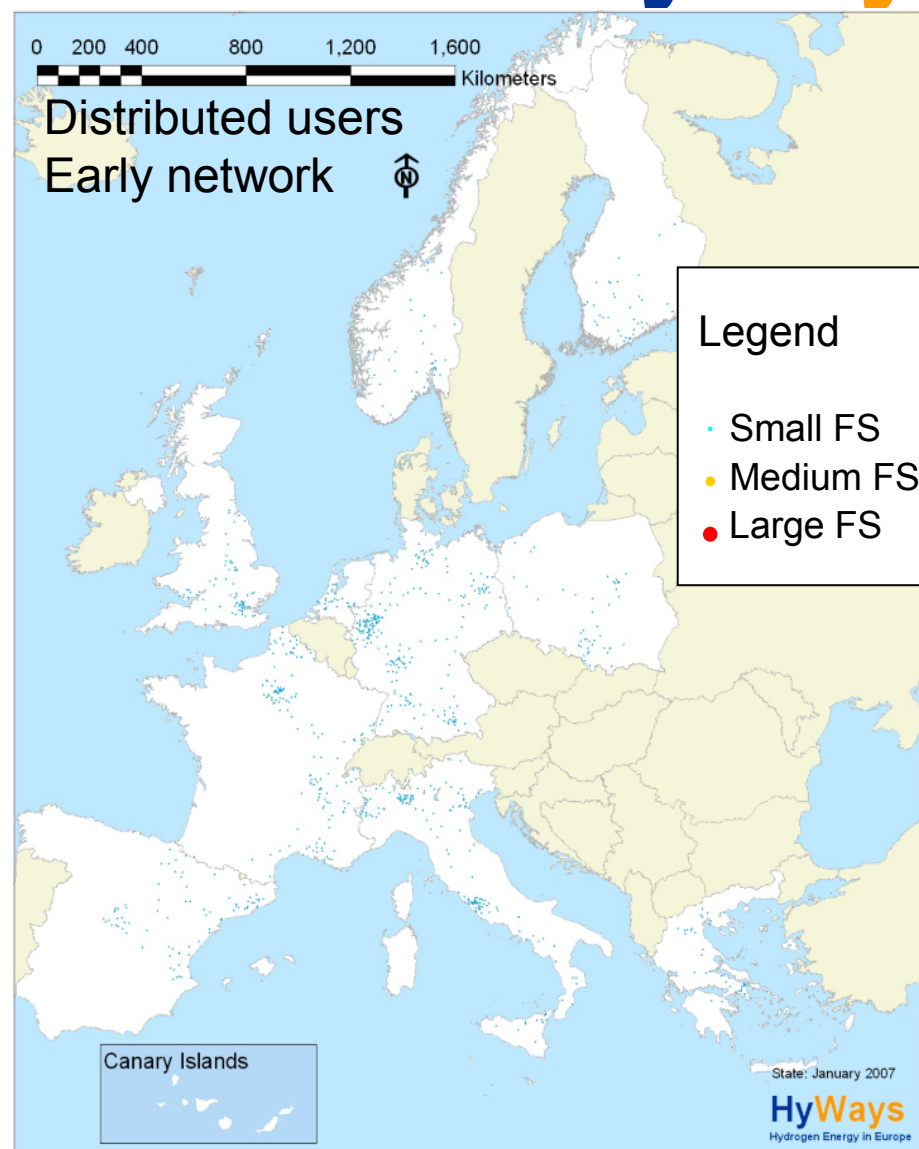 0 200 400 800 1,200 1,600
Kilometers
Distributed users
Early network
N
Legend
Small FS
Medium FS
Large FS
Canary Islands
State: January 2007
HyWays
Hydrogen Energy in Europe